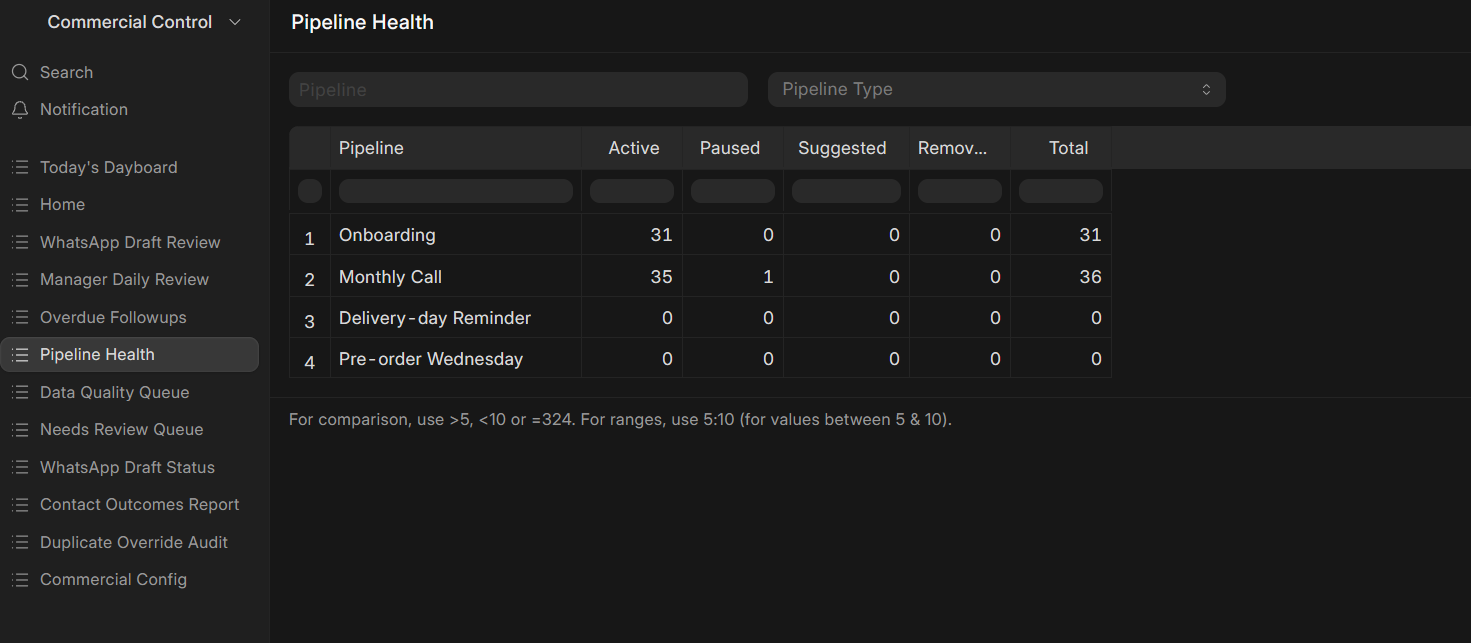 Commercial Control
Search
Notification
Today's Dayboard
Home
WhatsApp Draft Review
Manager Daily Review
Overdue Followups
Pipeline Health
Data Quality Queue
Needs Review Queue
WhatsApp Draft Status
Contact Outcomes Report
Duplicate Override Audit
Commercial Config
Pipeline Health
Pipeline Pipeline Type
Pipeline Active Paused Suggested Remov... Total
1 Onboarding 31 0 0 0 31
2 Monthly Call 35 1 0 0 36
3 Delivery-day Reminder 0 0 0 0 0
4 Pre-order Wednesday 0 0 0 0 0
For comparison, use >5, <10 or =324. For ranges, use 5:10 (for values between 5 & 10).